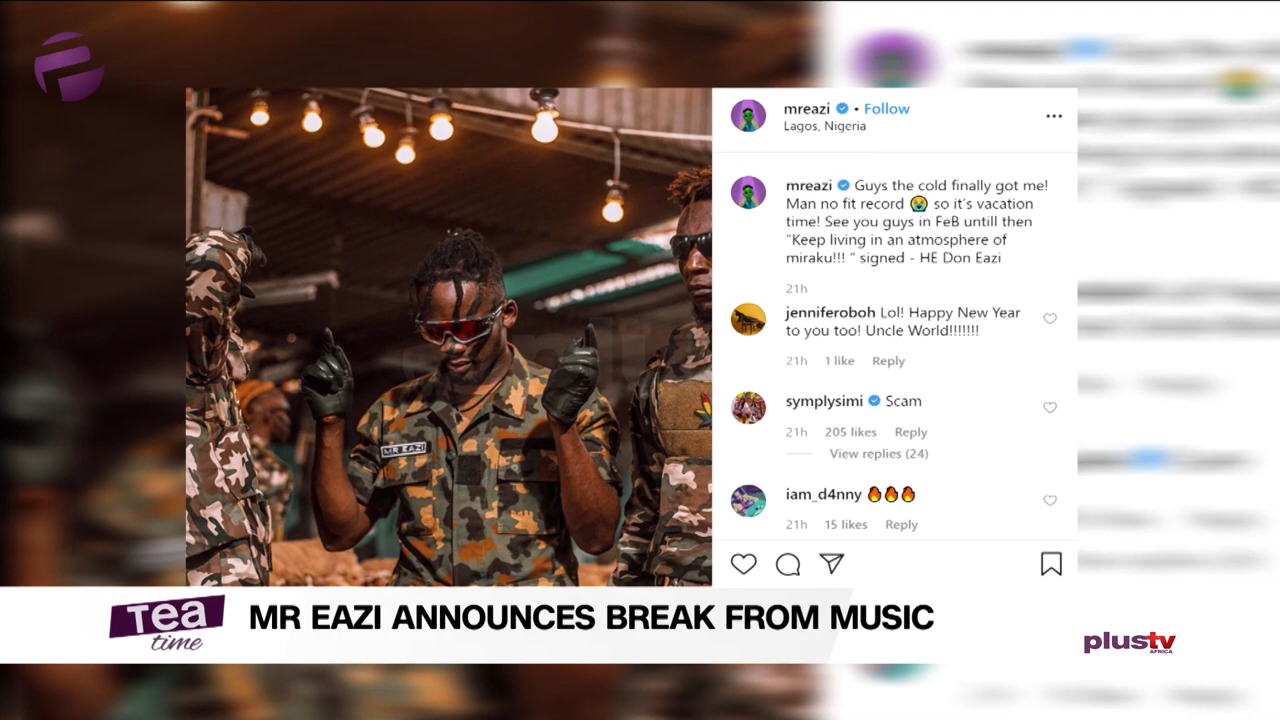 mreazi • Follow
Lagos, Nigeria
mreazi Guys the cold finally got me!
Man no fit record 😭 so it's vacation
time! See you guys in FeB untill then
"Keep living in an atmosphere of
miraku!!! " signed - HE Don Eazi
21h
jenniferoboh Lol! Happy New Year
to you too! Uncle World!!!!!!!
21h 1 like Reply
symplysimi Scam
21h 205 likes Reply
View replies (24)
iam_d4nny 🔥🔥🔥
21h 15 likes Reply
MR EAZI
Tea
time
MR EAZI ANNOUNCES BREAK FROM MUSIC
plustv
AFRICA